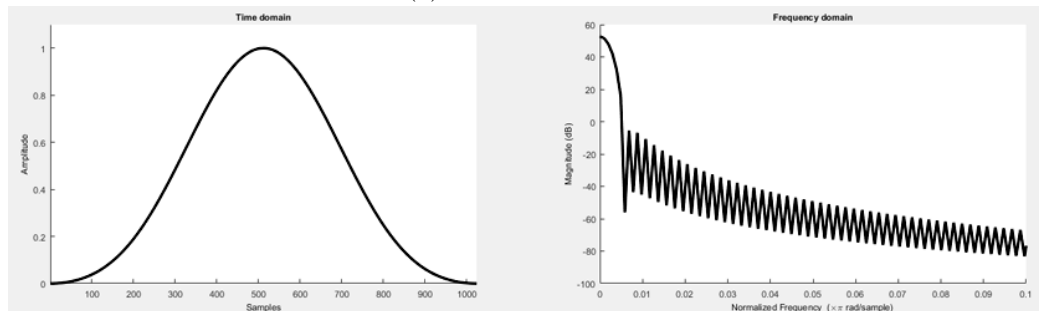 Time domain
1
0.8
0.6
0.4
0.2
0
Amplitude
100 200 300 400 500 600 700 800 900 1000
Samples
Frequency domain
60
40
20
0
-20
-40
-60
-80
-100
Magnitude (dB)
0 0.01 0.02 0.03 0.04 0.05 0.06 0.07 0.08 0.09 0.1
Normalized Frequency (×π rad/sample)